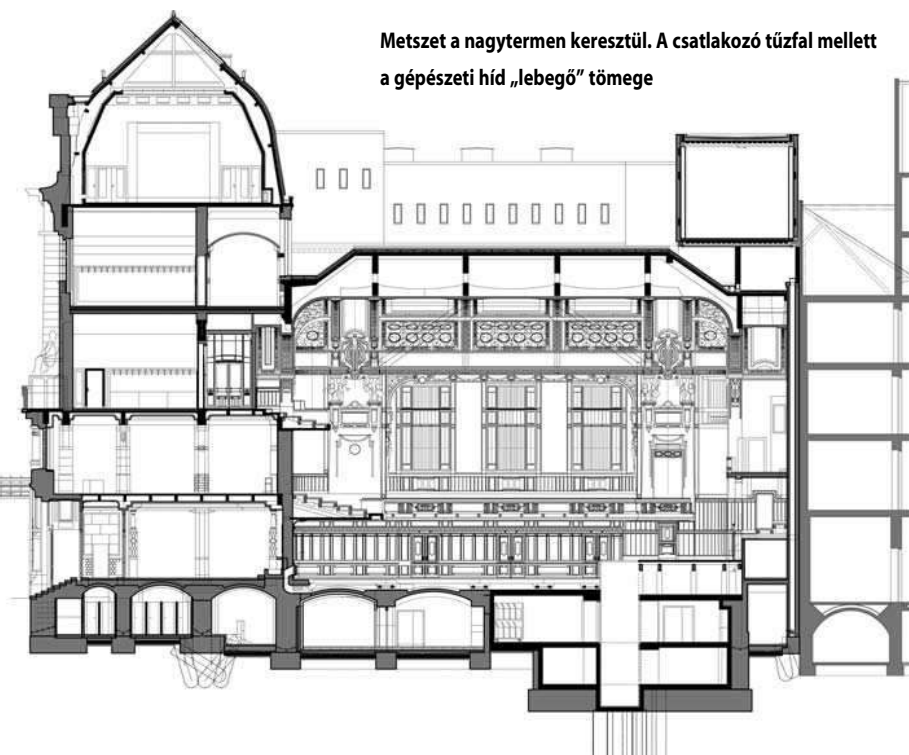 Metszet a nagytermen keresztül. A csatlakozó tűzfal mellett
a gépészeti híd „lebegő” tömege